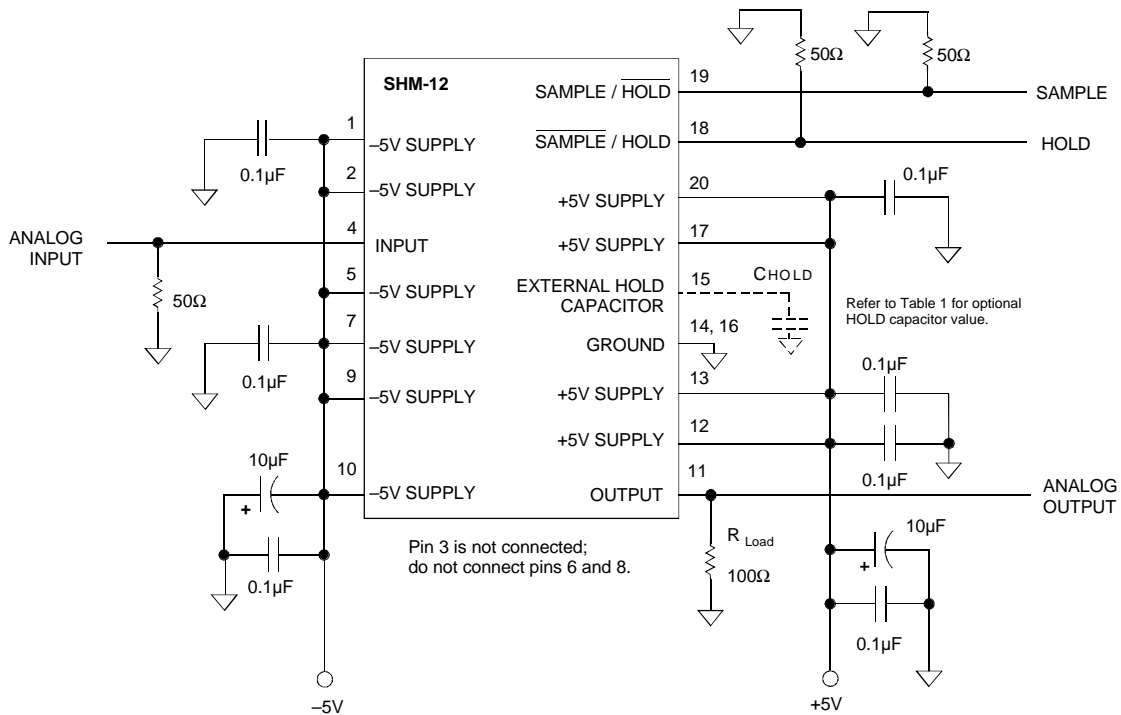 50Ω
50Ω
SHM-12
19
SAMPLE / HOLD
SAMPLE
18
SAMPLE / HOLD
HOLD
1
–5V SUPPLY
0.1µF
2
–5V SUPPLY
20
+5V SUPPLY
0.1µF
ANALOG
INPUT
4
INPUT
17
+5V SUPPLY
5
–5V SUPPLY
50Ω
EXTERNAL HOLD
CAPACITOR
15
CHOLD
Refer to Table 1 for optional
HOLD capacitor value.
7
–5V SUPPLY
0.1µF
14, 16
GROUND
9
–5V SUPPLY
13
+5V SUPPLY
0.1µF
12
+5V SUPPLY
0.1µF
10µF
+
10
–5V SUPPLY
11
OUTPUT
ANALOG
OUTPUT
0.1µF
Pin 3 is not connected;
do not connect pins 6 and 8.
R Load
100Ω
10µF
+
0.1µF
–5V
+5V